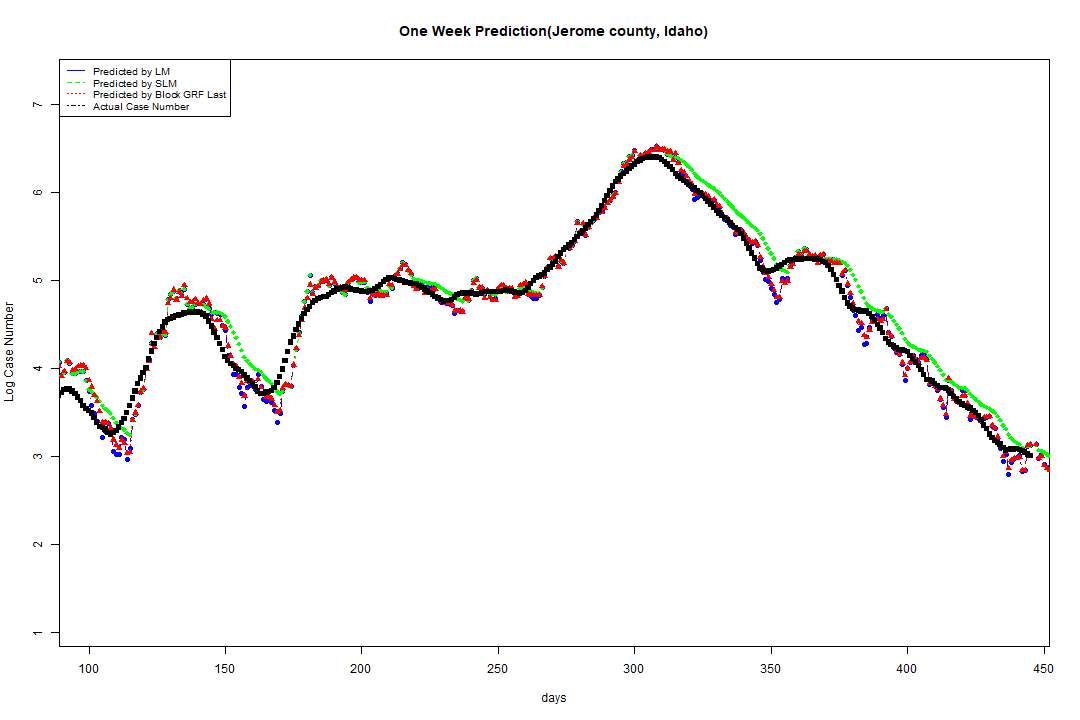 One Week Prediction(Jerome county, Idaho)
Predicted by LM
Predicted by SLM
Predicted by Block GRF Last
Actual Case Number
7
6
5
4
3
2
1
Log Case Number
100 150 200 250 300 350 400 450
days